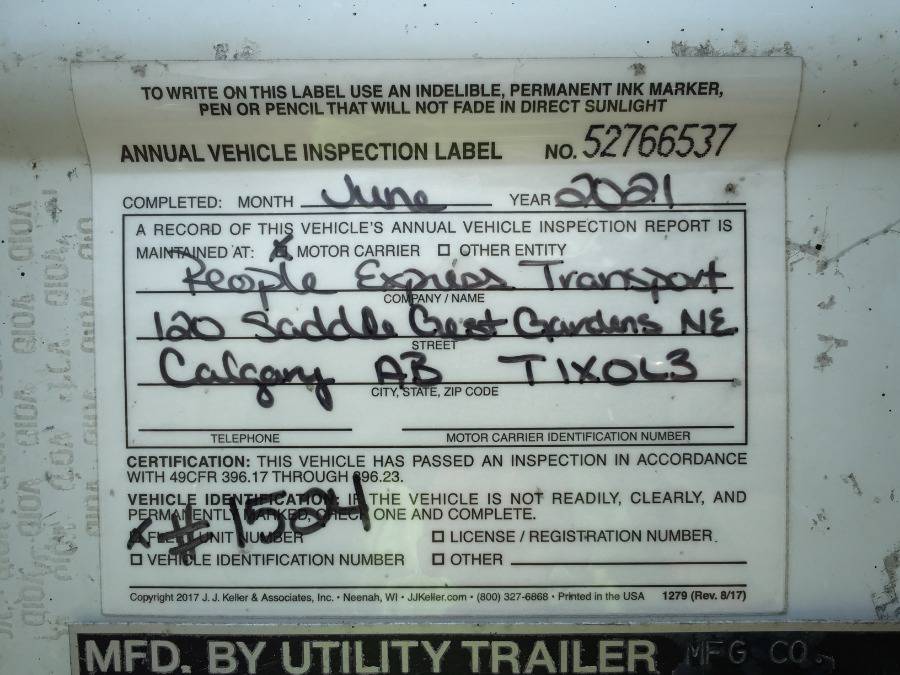 TO WRITE ON THIS LABEL USE AN INDELIBLE, PERMANENT INK MARKER,
PEN OR PENCIL THAT WILL NOT FADE IN DIRECT SUNLIGHT
ANNUAL VEHICLE INSPECTION LABEL NO. 52766537
COMPLETED: MONTH June YEAR 2021
A RECORD OF THIS VEHICLE'S ANNUAL VEHICLE INSPECTION REPORT IS
MAINTAINED AT: X MOTOR CARRIER ☐ OTHER ENTITY
People Express Transport
COMPANY / NAME
120 Saddle Crest Gardens NE
STREET
Calgary AB T1X0L3
CITY, STATE, ZIP CODE
TELEPHONE MOTOR CARRIER IDENTIFICATION NUMBER
CERTIFICATION: THIS VEHICLE HAS PASSED AN INSPECTION IN ACCORDANCE
WITH 49CFR 396.17 THROUGH 396.23.
VEHICLE IDENTIFICATION: IF THE VEHICLE IS NOT READILY, CLEARLY, AND
PERMANENTLY MARKED, CHECK ONE AND COMPLETE.
X FLEET UNIT NUMBER #1504 ☐ LICENSE / REGISTRATION NUMBER
☐ VEHICLE IDENTIFICATION NUMBER ☐ OTHER
Copyright 2017 J. J. Keller & Associates, Inc. • Neenah, WI • JJKeller.com • (800) 327-6868 • Printed in the USA 1279 (Rev. 8/17)
MFD. BY UTILITY TRAILER MFG CO.
VOID VOID VOID